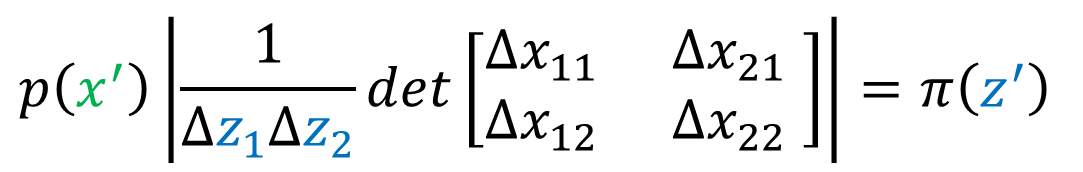 p(x′) |1/(Δz₁Δz₂) det [Δx₁₁ Δx₂₁; Δx₁₂ Δx₂₂]| = π(z′)